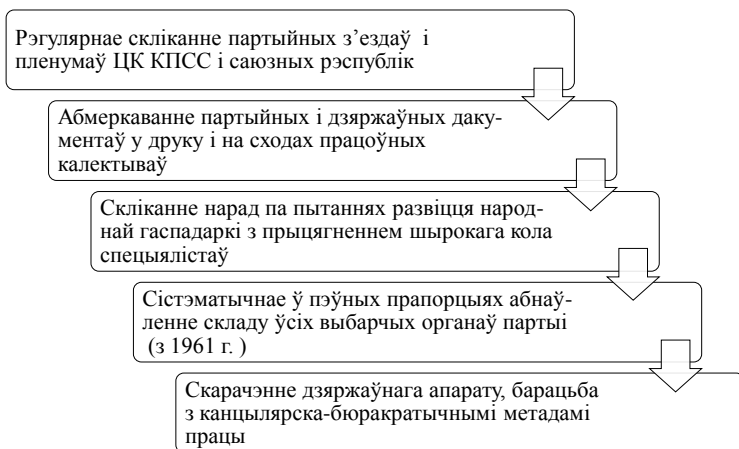 Рэгулярнае скліканне партыйных з’ездаў і
пленумаў ЦК КПСС і саюзных рэспублік
Абмеркаванне партыйных і дзяржаўных даку-
ментаў у друку і на сходах працоўных
калектываў
Скліканне нарад па пытаннях развіцця народ-
най гаспадаркі з прыцягненнем шырокага кола
спецыялістаў
Сістэматычнае ў пэўных прапорцыях абнаў-
ленне складу ўсіх выбарчых органаў партыі
(з 1961 г. )
Скарачэнне дзяржаўнага апарату, барацьба
з канцылярска-бюракратычнымі метадамі
працы